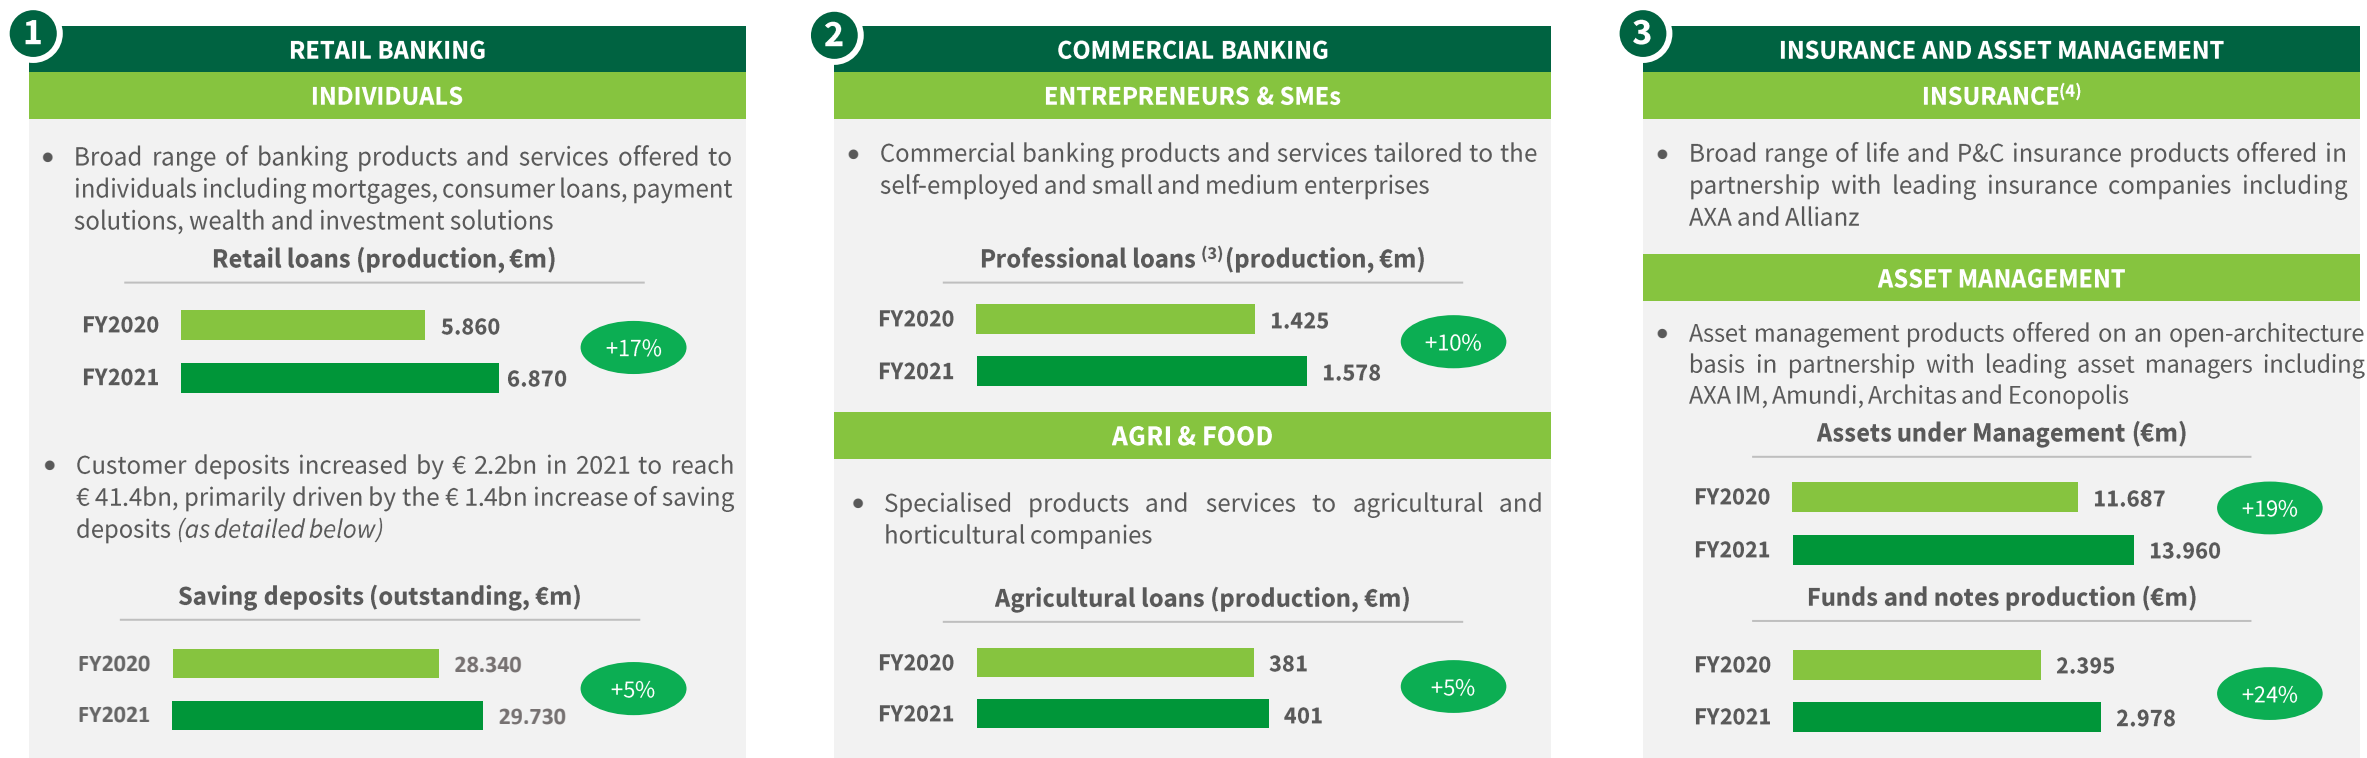 1
RETAIL BANKING
INDIVIDUALS
• Broad range of banking products and services offered to
individuals including mortgages, consumer loans, payment
solutions, wealth and investment solutions
Retail loans (production, €m)
FY2020 5.860
+17%
FY2021 6.870
• Customer deposits increased by € 2.2bn in 2021 to reach
€ 41.4bn, primarily driven by the € 1.4bn increase of saving
deposits (as detailed below)
Saving deposits (outstanding, €m)
FY2020 28.340
+5%
FY2021 29.730
2
COMMERCIAL BANKING
ENTREPRENEURS & SMEs
• Commercial banking products and services tailored to the
self-employed and small and medium enterprises
Professional loans (3) (production, €m)
FY2020 1.425
+10%
FY2021 1.578
AGRI & FOOD
• Specialised products and services to agricultural and
horticultural companies
Agricultural loans (production, €m)
FY2020 381
+5%
FY2021 401
3
INSURANCE AND ASSET MANAGEMENT
INSURANCE(4)
• Broad range of life and P&C insurance products offered in
partnership with leading insurance companies including
AXA and Allianz
ASSET MANAGEMENT
• Asset management products offered on an open-architecture
basis in partnership with leading asset managers including
AXA IM, Amundi, Architas and Econopolis
Assets under Management (€m)
FY2020 11.687
+19%
FY2021 13.960
Funds and notes production (€m)
FY2020 2.395
+24%
FY2021 2.978